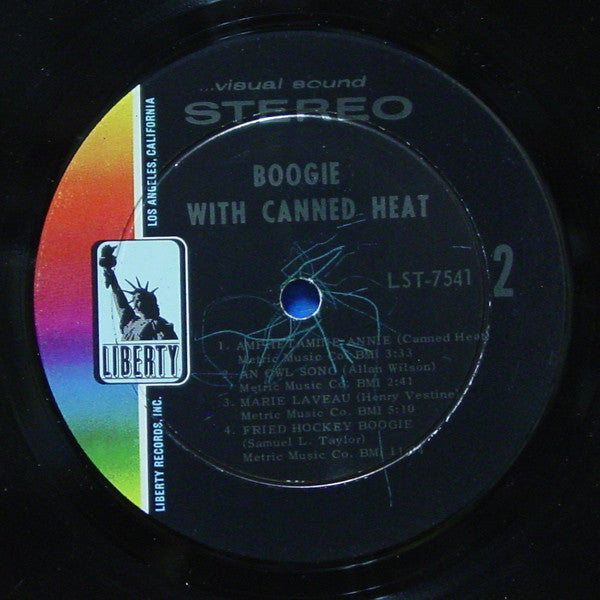 ...visual sound
STEREO
BOOGIE
WITH CANNED HEAT
LST-7541
2
LOS ANGELES, CALIFORNIA
LIBERTY
LIBERTY RECORDS, INC.
1. ANNIE (Canned Heat)
Metric Music Co. BMI 3:33
2. AN OWL SONG (Allan Wilson)
Metric Music Co. BMI 2:41
3. MARIE LAVEAU (Henry Vestine)
Metric Music Co. BMI 5:10
4. FRIED HOCKEY BOOGIE
(Samuel L. Taylor)
Metric Music Co. BMI